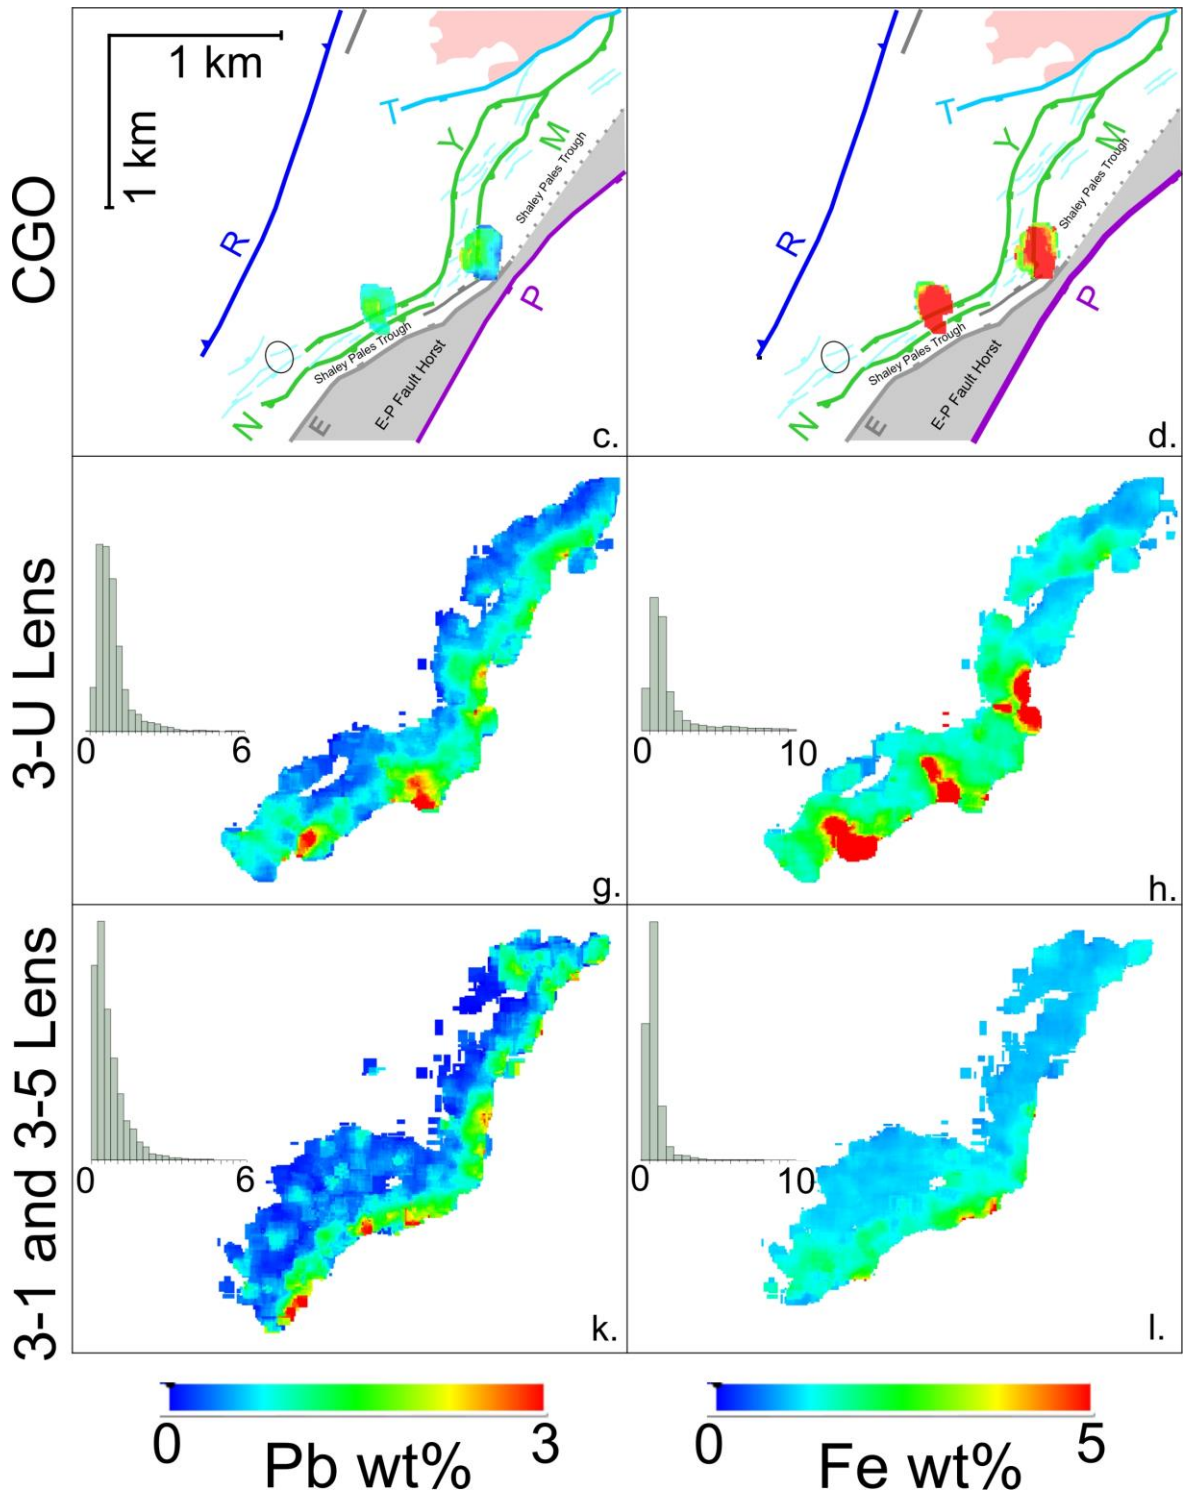 CGO
1 km
1 km
R
T
Y
M
Shaley Pales Trough
P
Shaley Pales Trough
E-P Fault Horst
N
E
c.
R
T
Y
M
Shaley Pales Trough
P
Shaley Pales Trough
E-P Fault Horst
N
E
d.
3-U Lens
0
6
g.
0
10
h.
3-1 and 3-5 Lens
0
6
k.
0
10
l.
0
3
Pb wt%
0
5
Fe wt%